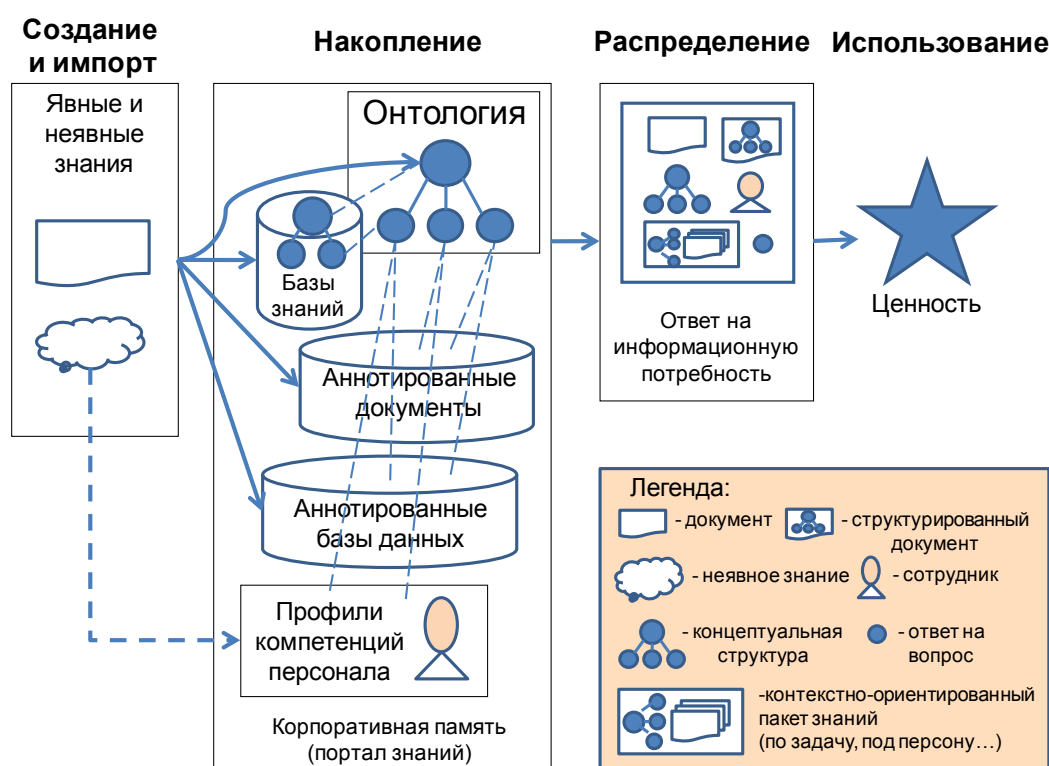 Создание
и импорт
Накопление
Распределение
Использование
Явные и
неявные
знания
Онтология
Базы
знаний
Аннотированные
документы
Аннотированные
базы данных
Профили
компетенций
персонала
Корпоративная память
(портал знаний)
Ответ на
информационную
потребность
Ценность
Легенда:
- документ
- структурированный
документ
- неявное знание
- сотрудник
- концептуальная
структура
- ответ на
вопрос
-контекстно-ориентированный
пакет знаний
(по задачу, под персону…)